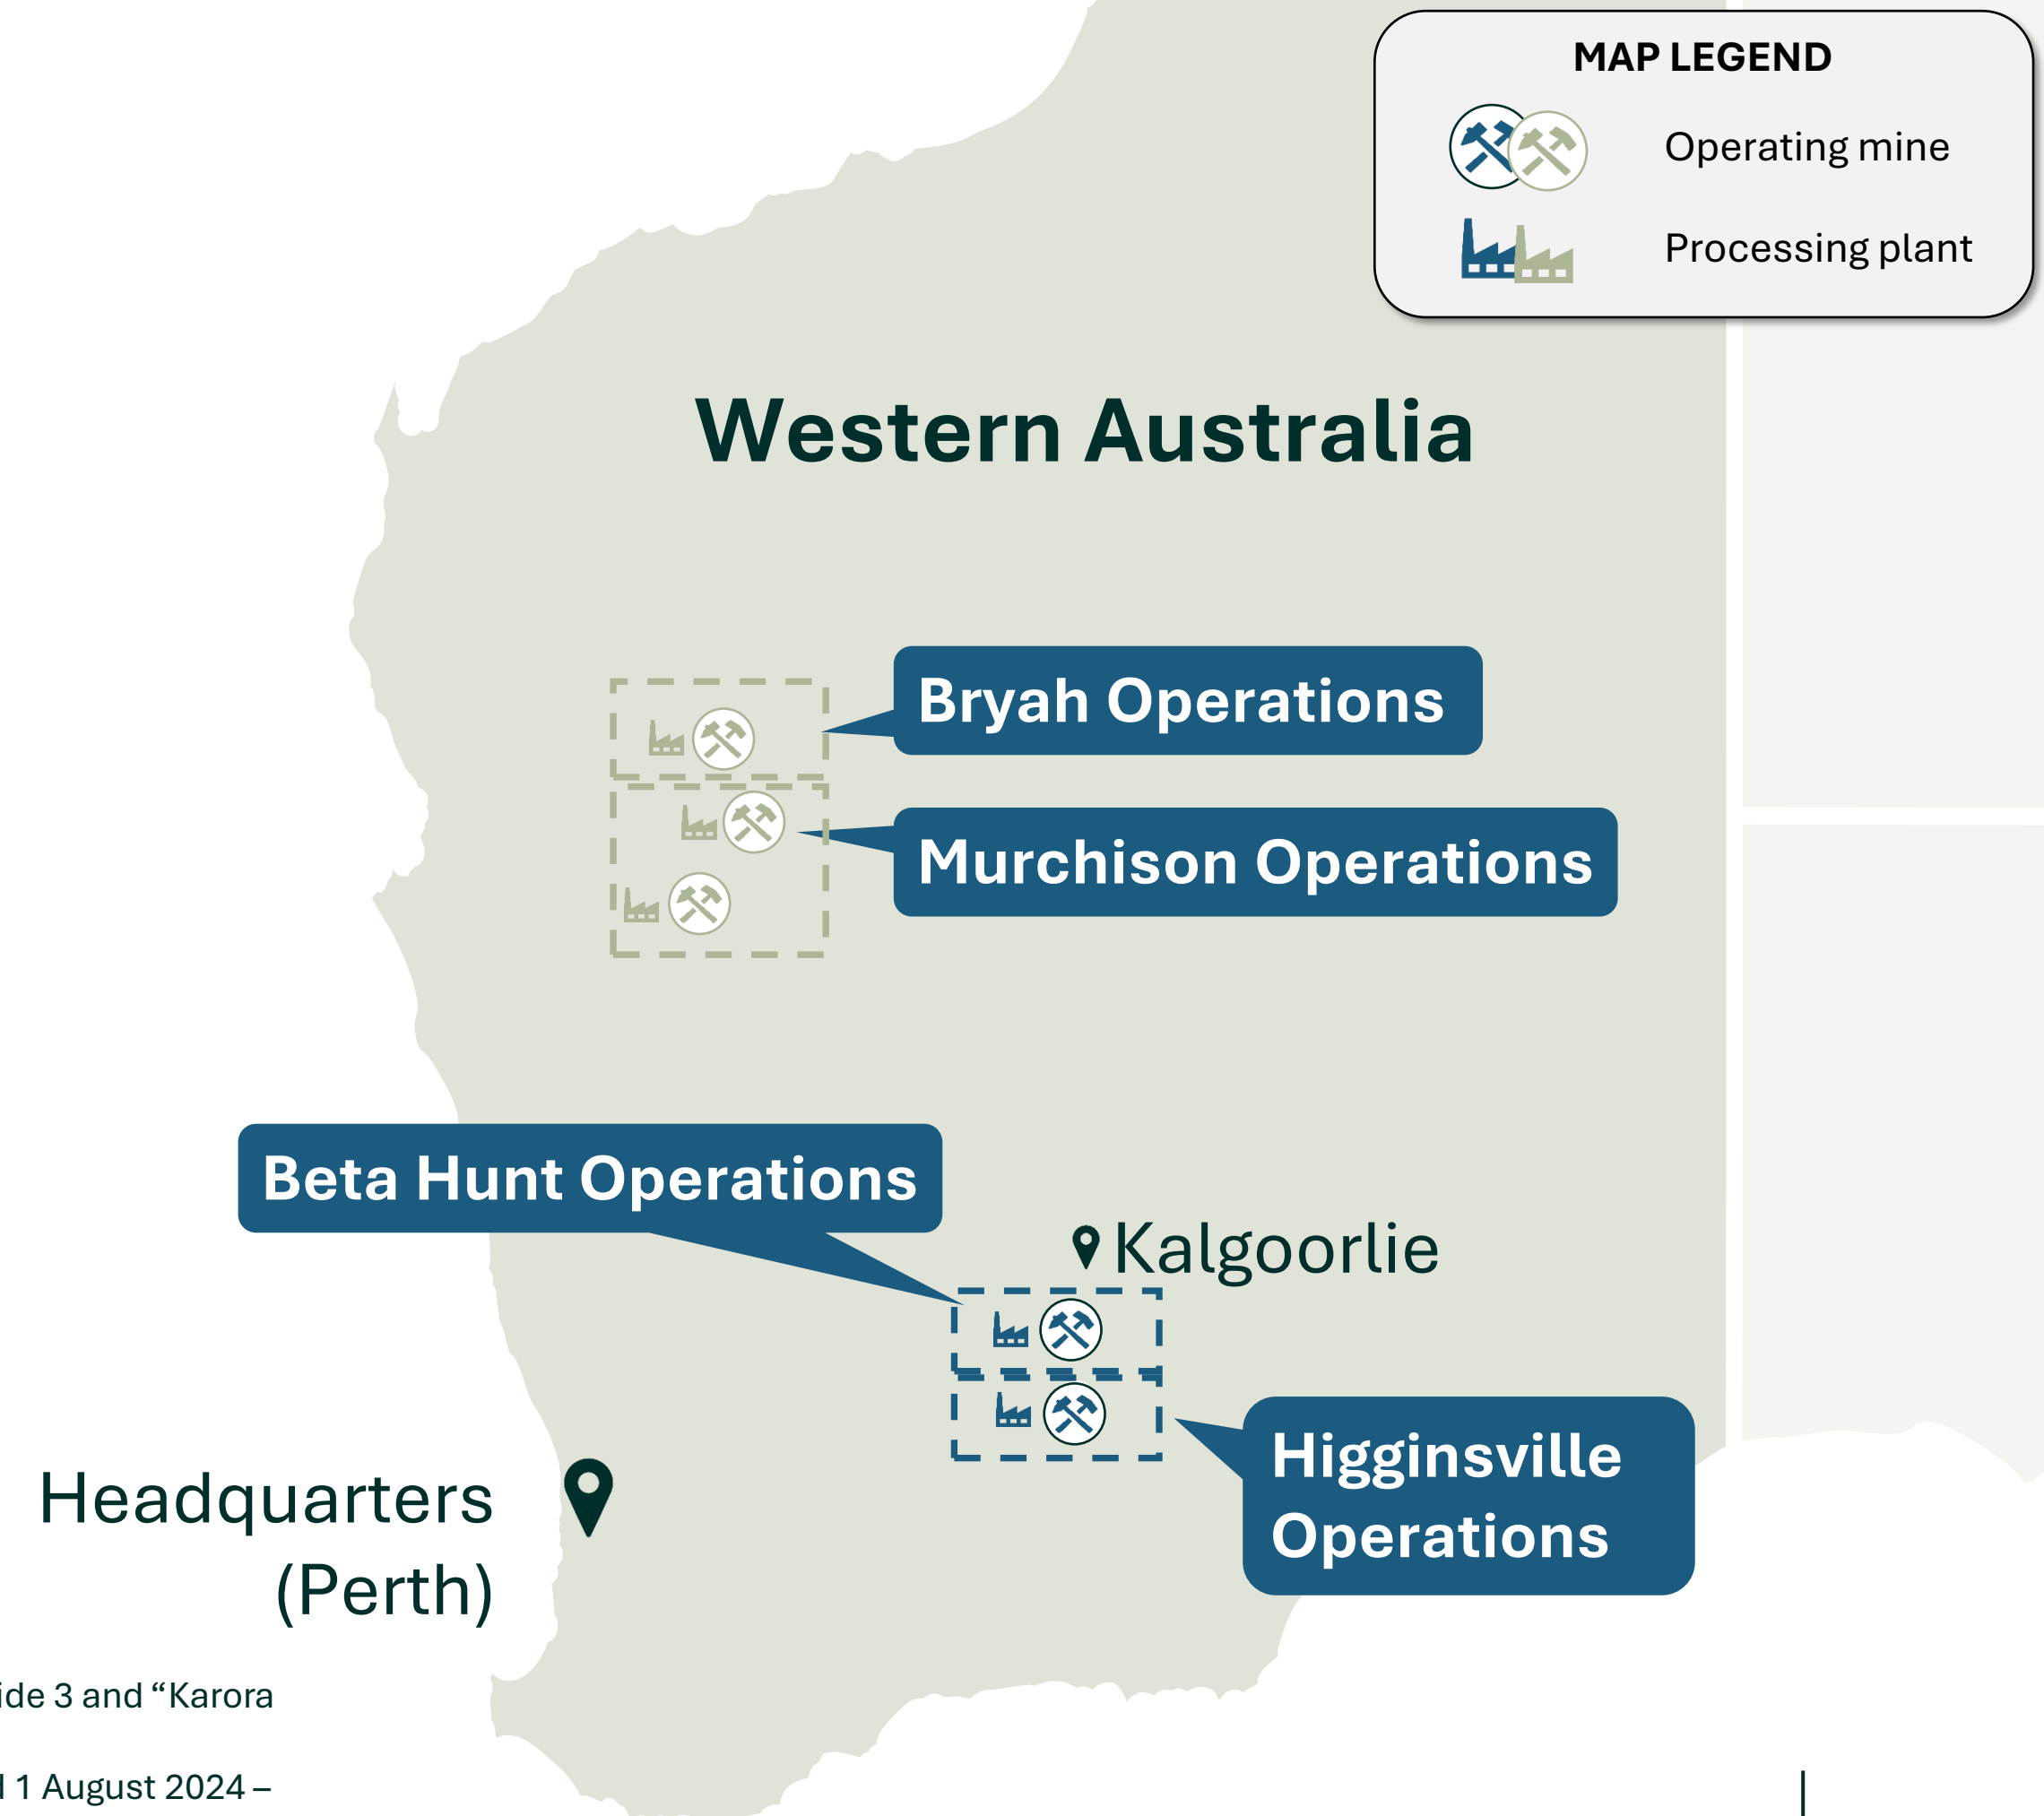 MAP LEGEND
Operating mine
Processing plant
Western Australia
Bryah Operations
Murchison Operations
Beta Hunt Operations
Kalgoorlie
Higginsville
Operations
Headquarters
(Perth)
3 and “Karora
1 August 2024 –